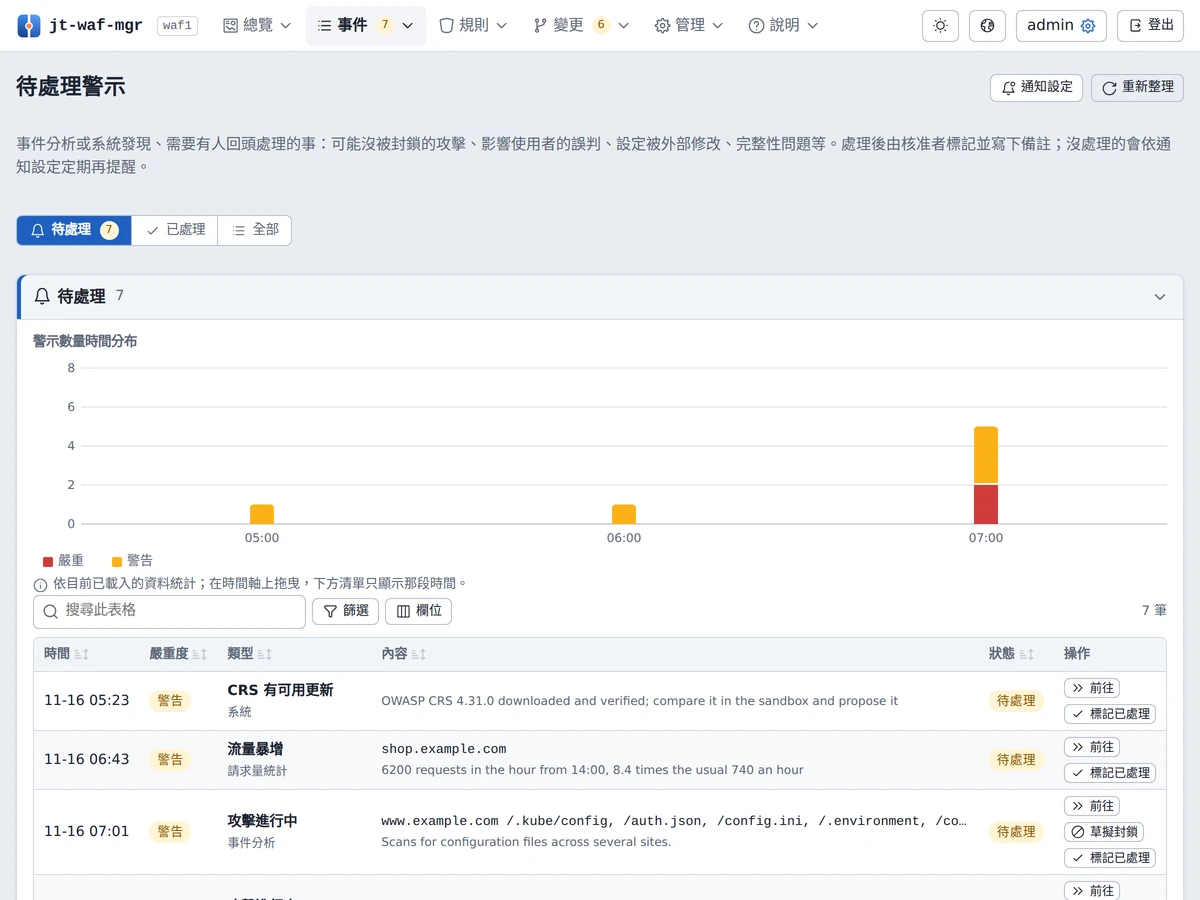 jt-waf-mgr waf1 總覽 事件 7 規則 變更 6 管理 說明 admin 登出
待處理警示
通知設定 重新整理
事件分析或系統發現、需要有人回頭處理的事：可能沒被封鎖的攻擊、影響使用者的誤判、設定被外部修改、完整性問題等。處理後由核准者標記並寫下備註；沒處理的會依通
知設定定期再提醒。
待處理 7 已處理 全部
待處理 7
警示數量時間分布
8
6
4
2
0
05:00 06:00 07:00
嚴重 警告
依目前已載入的資料統計；在時間軸上拖曳，下方清單只顯示那段時間。
搜尋此表格 篩選 欄位 7 筆
時間 嚴重度 類型 內容 狀態 操作
11-16 05:23 警告 CRS 有可用更新 系統 OWASP CRS 4.31.0 downloaded and verified; compare it in the sandbox and propose it 待處理 前往 標記已處理
11-16 06:43 警告 流量暴增 請求量統計 shop.example.com
6200 requests in the hour from 14:00, 8.4 times the usual 740 an hour 待處理 前往 標記已處理
11-16 07:01 警告 攻擊進行中 事件分析 www.example.com /.kube/config, /auth.json, /config.ini, /.environment, /co…
Scans for configuration files across several sites. 待處理 前往 草擬封鎖 標記已處理
前往